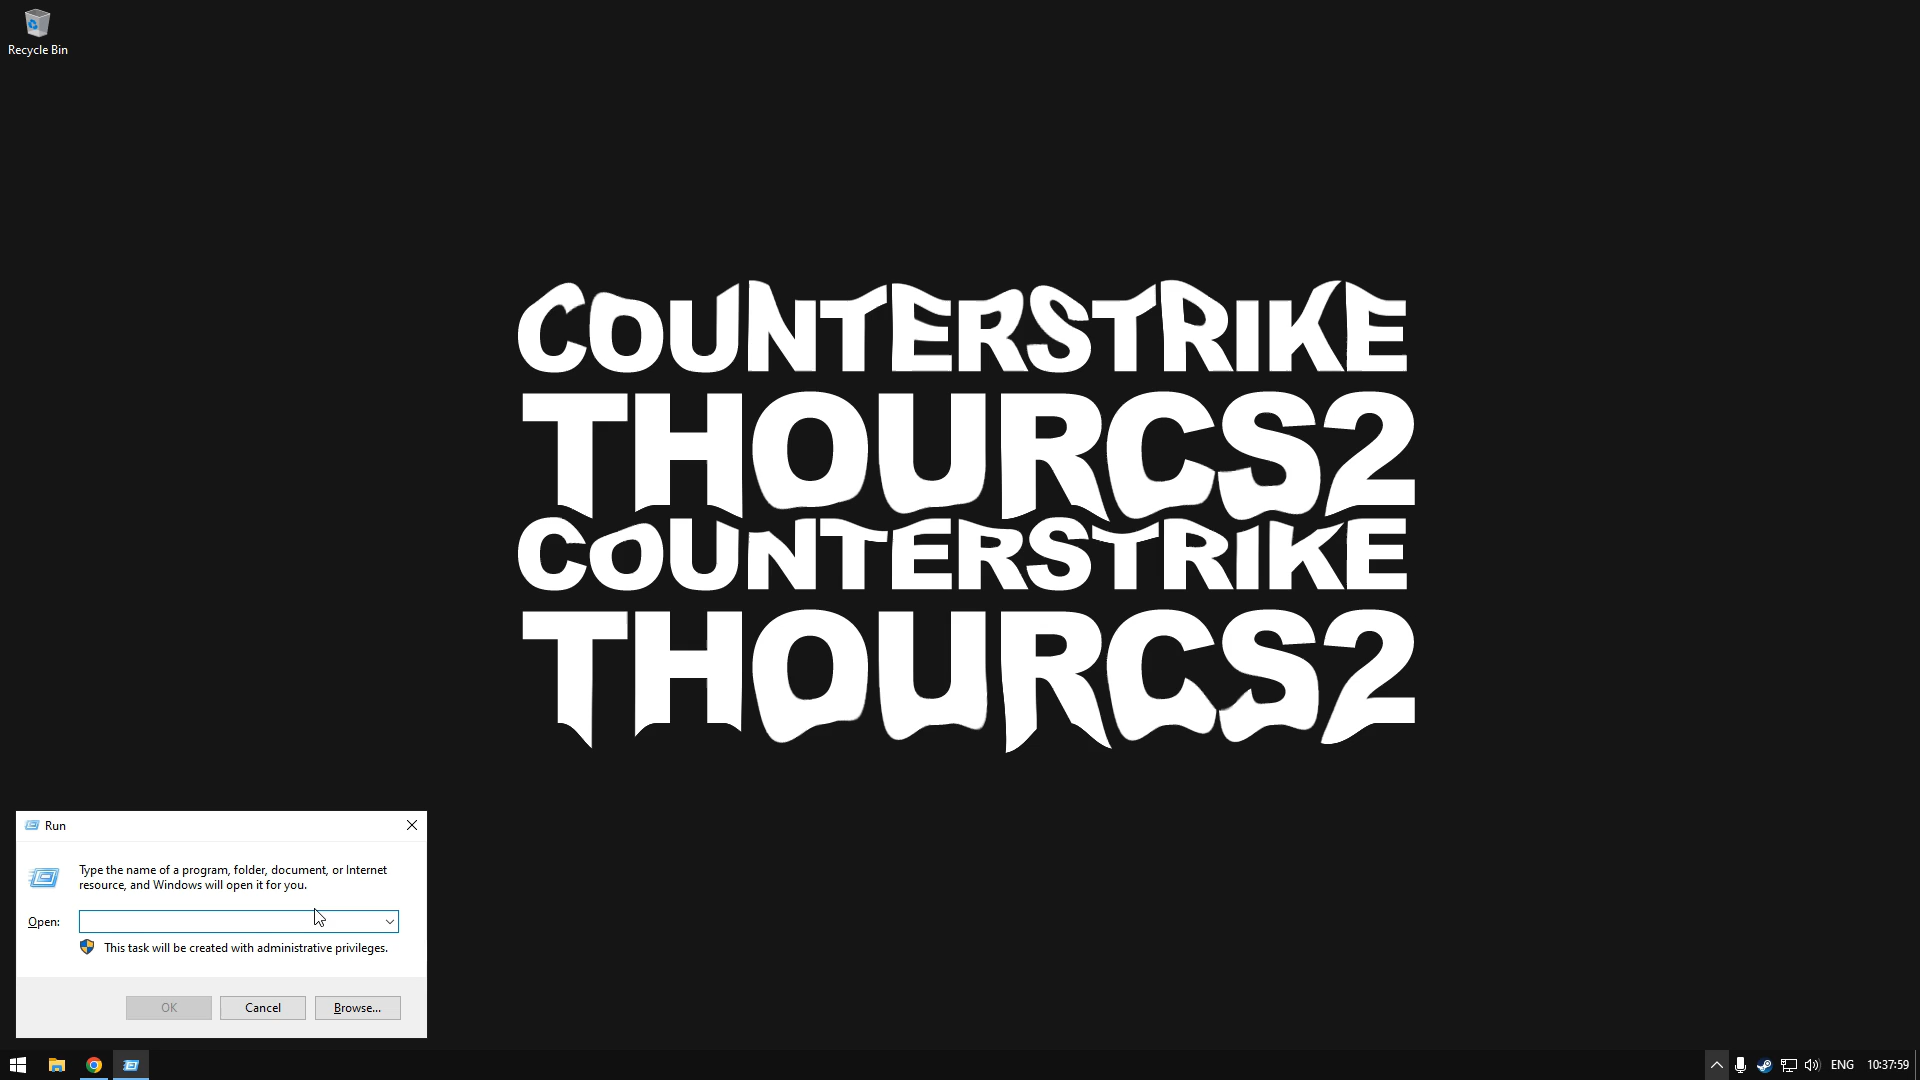 Recycle Bin
COUNTERSTRIKE
THOURCS2
COUNTERSTRIKE
THOURCS2
Run
Type the name of a program, folder, document, or Internet
resource, and Windows will open it for you.
Open:
This task will be created with administrative privileges.
OK Cancel Browse...
ENG 10:37:59